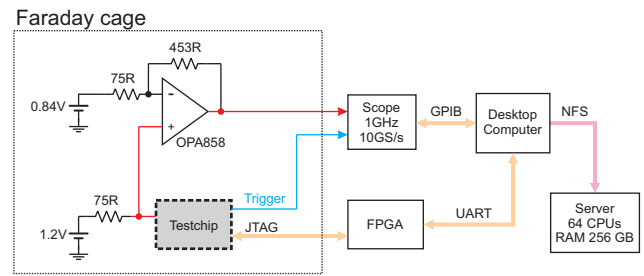 Faraday cage
453R
75R
0.84V
OPA858
Scope
1GHz
10GS/s
GPIB
Desktop
Computer
NFS
75R
1.2V
Testchip
Trigger
JTAG
FPGA
UART
Server
64 CPUs
RAM 256 GB